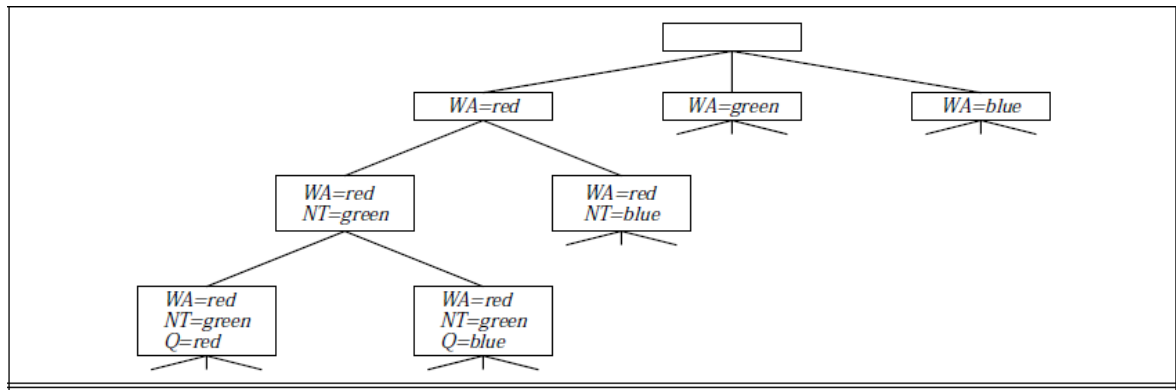 WA=red
WA=green
WA=blue
WA=red
NT=green
WA=red
NT=blue
WA=red
NT=green
Q=red
WA=red
NT=green
Q=blue